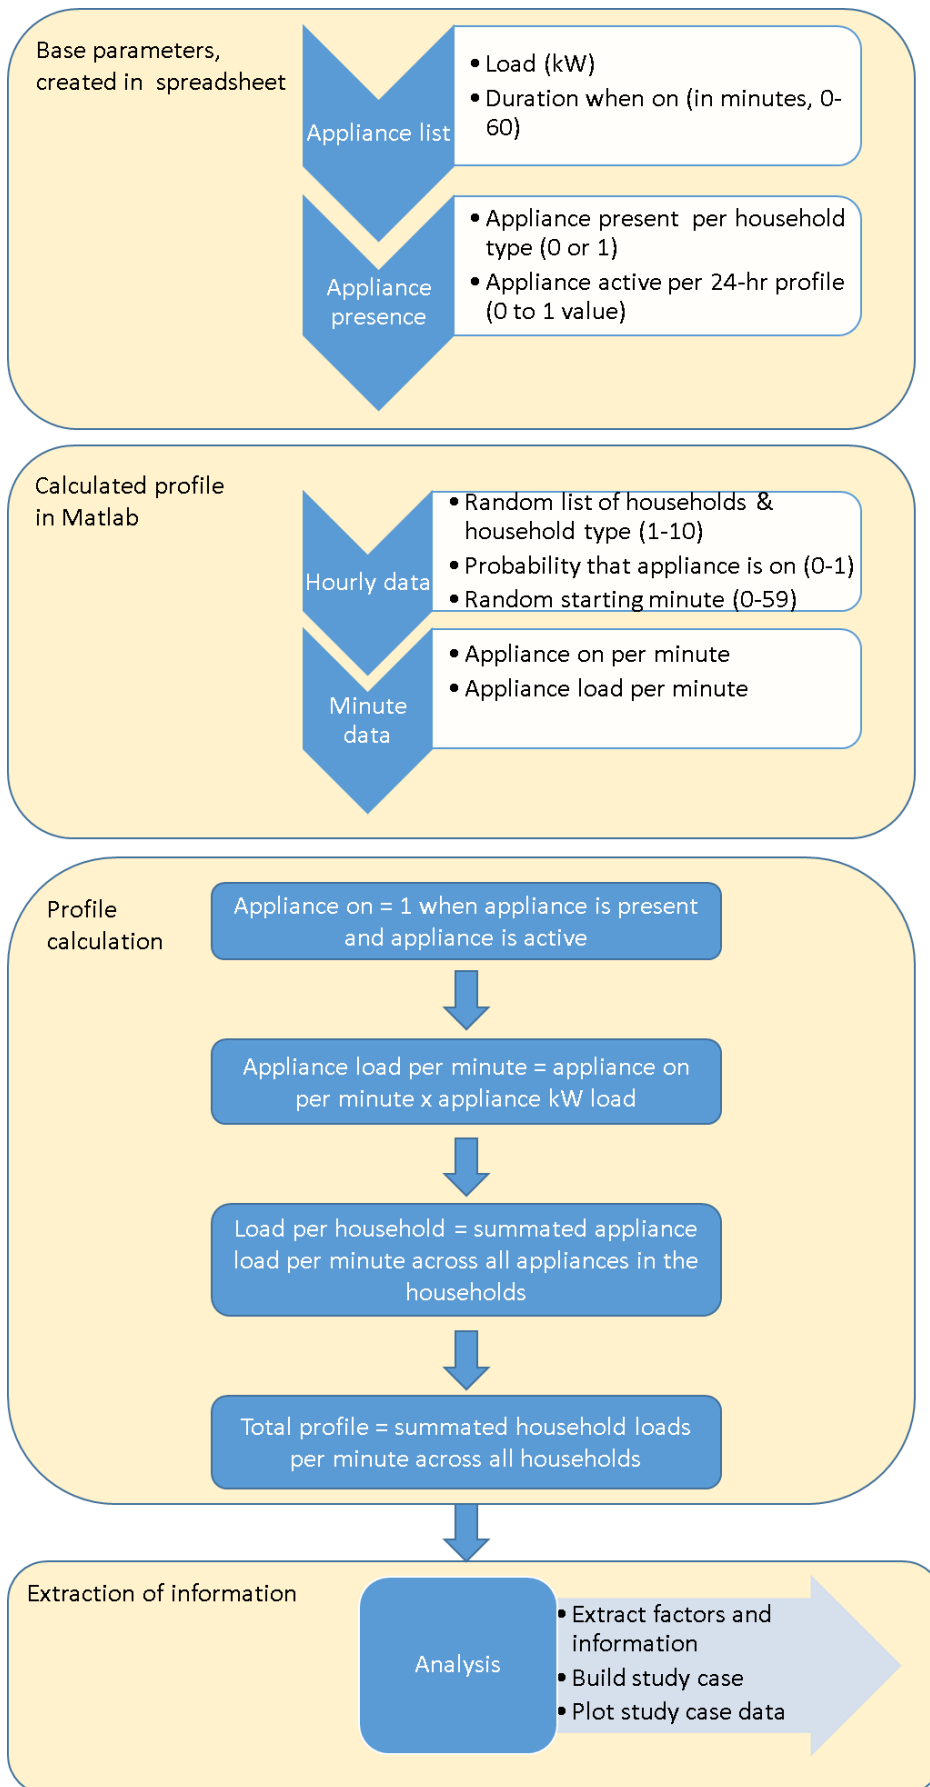 Base parameters,
created in  spreadsheet
Appliance list
• Load (kW)
• Duration when on (in minutes, 0-
60)
Appliance
presence
• Appliance present  per household
type (0 or 1)
• Appliance active per 24-hr profile
(0 to 1 value)
Calculated profile
in Matlab
Hourly data
• Random list of households &
household type (1-10)
• Probability that appliance is on (0-1)
• Random starting minute (0-59)
Minute
data
• Appliance on per minute
• Appliance load per minute
Profile
calculation
Appliance on = 1 when appliance is present
and appliance is active
Appliance load per minute = appliance on
per minute x appliance kW load
Load per household = summated appliance
load per minute across all appliances in the
households
Total profile = summated household loads
per minute across all households
Extraction of information
Analysis
• Extract factors and
information
• Build study case
• Plot study case data